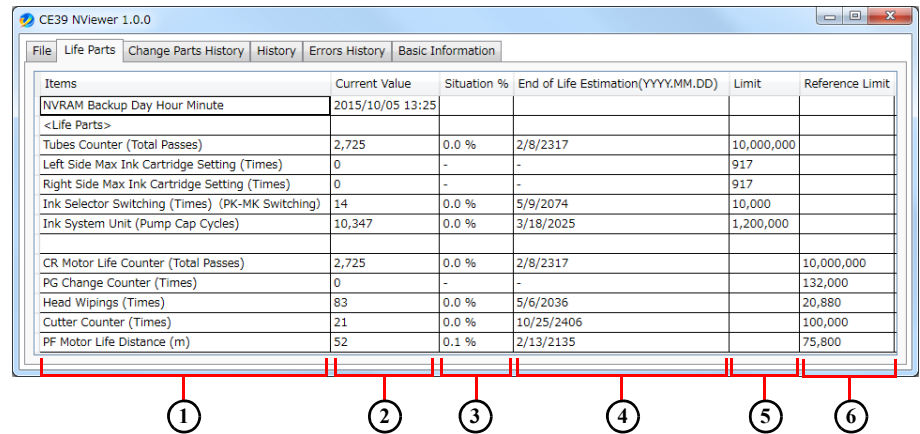 CE39 NViewer 1.0.0
File Life Parts Change Parts History History Errors History Basic Information
Items Current Value Situation % End of Life Estimation(YYYY.MM.DD) Limit Reference Limit
NVRAM Backup Day Hour Minute 2015/10/05 13:25
<Life Parts>
Tubes Counter (Total Passes) 2,725 0.0 % 2/8/2317 10,000,000
Left Side Max Ink Cartridge Setting (Times) 0 - - 917
Right Side Max Ink Cartridge Setting (Times) 0 - - 917
Ink Selector Switching (Times) (PK-MK Switching) 14 0.0 % 5/9/2074 10,000
Ink System Unit (Pump Cap Cycles) 10,347 0.0 % 3/18/2025 1,200,000
CR Motor Life Counter (Total Passes) 2,725 0.0 % 2/8/2317 10,000,000
PG Change Counter (Times) 0 - - 132,000
Head Wipings (Times) 83 0.0 % 5/6/2036 20,880
Cutter Counter (Times) 21 0.0 % 10/25/2406 100,000
PF Motor Life Distance (m) 52 0.1 % 2/13/2135 75,800
1 2 3 4 5 6